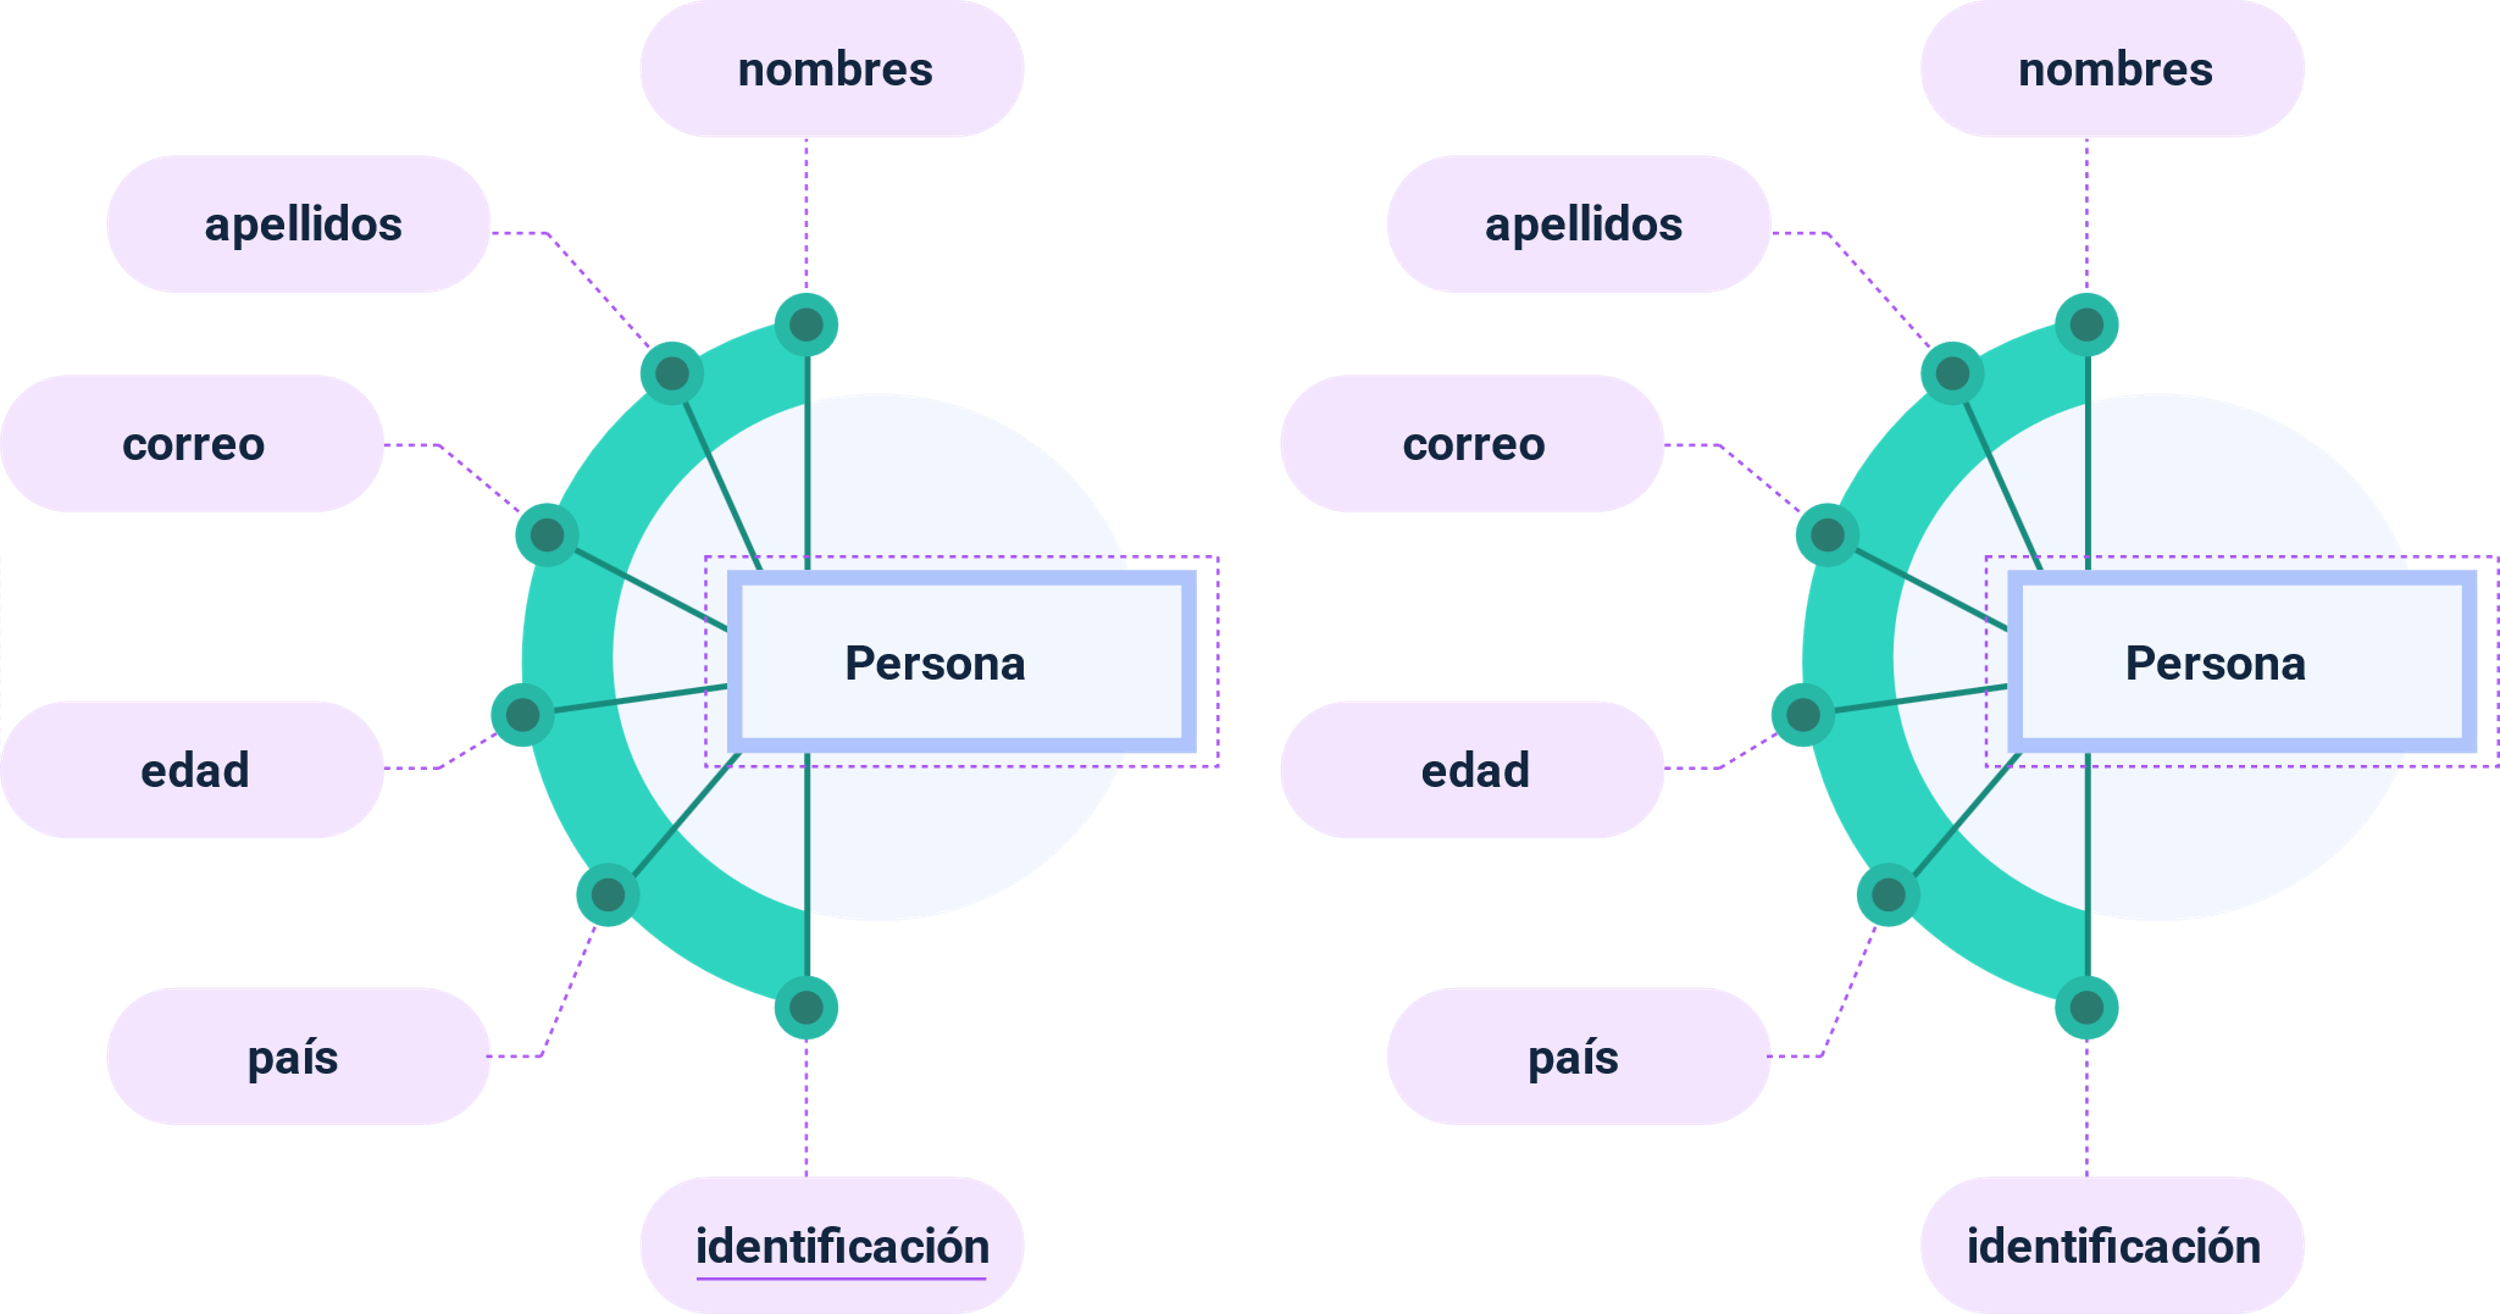 nombres
apellidos
correo
Persona
edad
país
identificación
nombres
apellidos
correo
Persona
edad
país
identificación